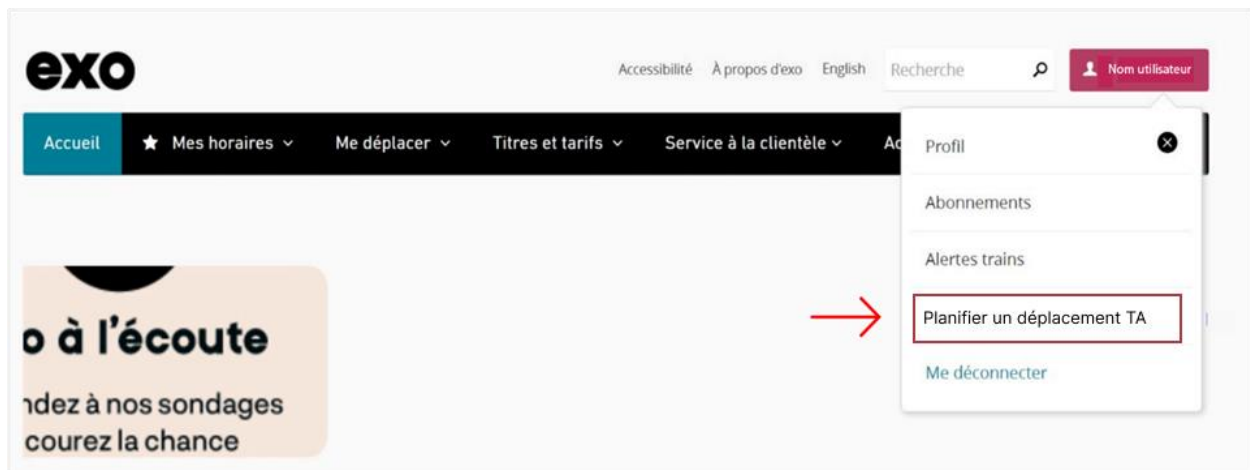 exo
Accessibilité À propos d'exo English Recherche Nom utilisateur
Accueil Mes horaires Me déplacer Titres et tarifs Service à la clientèle
Profil
Abonnements
Alertes trains
Planifier un déplacement TA
Me déconnecter
o à l'écoute
ndez à nos sondages
courez la chance